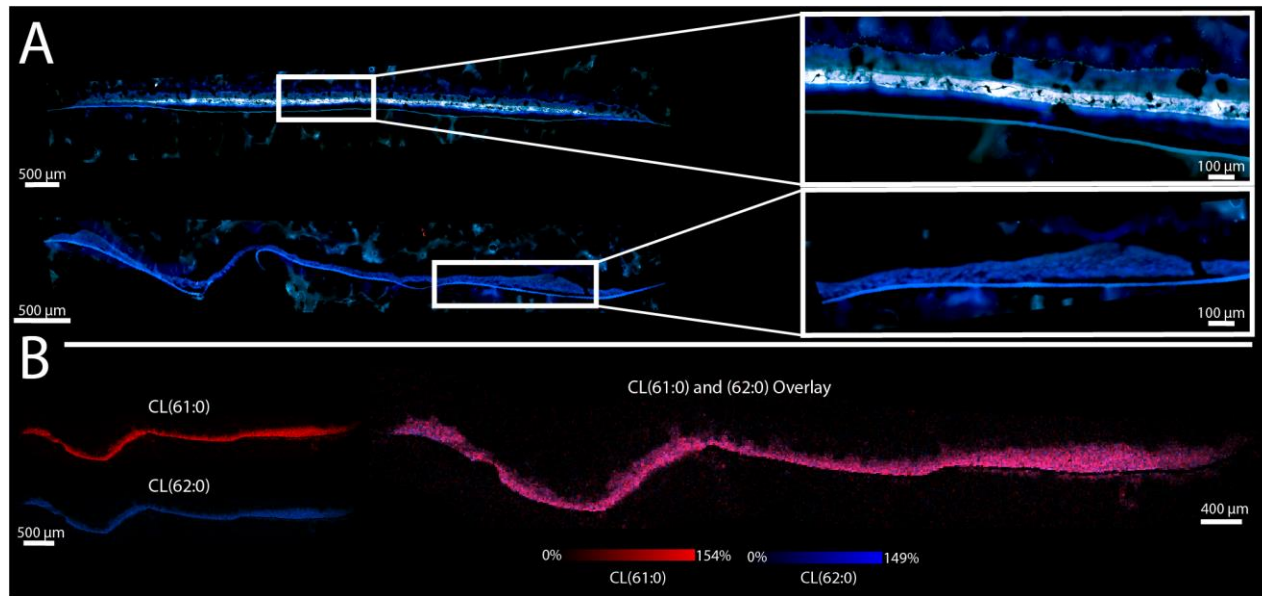 A
500 µm
100 µm
500 µm
100 µm
B
CL(61:0) and (62:0) Overlay
CL(61:0)
CL(62:0)
500 µm
400 µm
0% 154% 0% 149%
CL(61:0) CL(62:0)